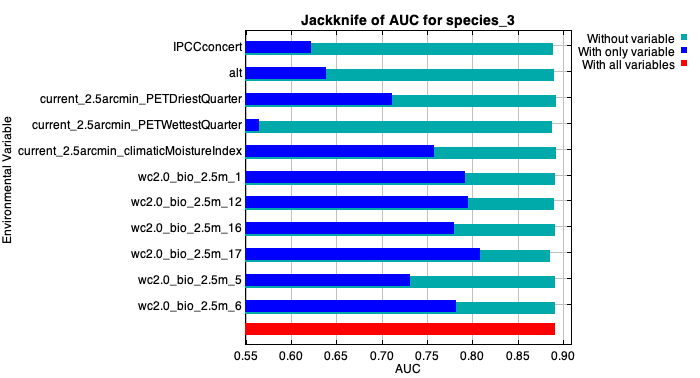 Jackknife of AUC for species_3
Without variable
With only variable
With all variables
Environmental Variable
IPCCconcert
alt
current_2.5arcmin_PETDriestQuarter
current_2.5arcmin_PETWettestQuarter
current_2.5arcmin_climaticMoistureIndex
wc2.0_bio_2.5m_1
wc2.0_bio_2.5m_12
wc2.0_bio_2.5m_16
wc2.0_bio_2.5m_17
wc2.0_bio_2.5m_5
wc2.0_bio_2.5m_6
0.55 0.60 0.65 0.70 0.75 0.80 0.85 0.90
AUC